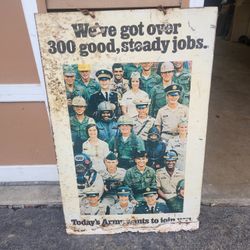 We've got over
300 good, steady jobs.
Today's Army wants to join you.